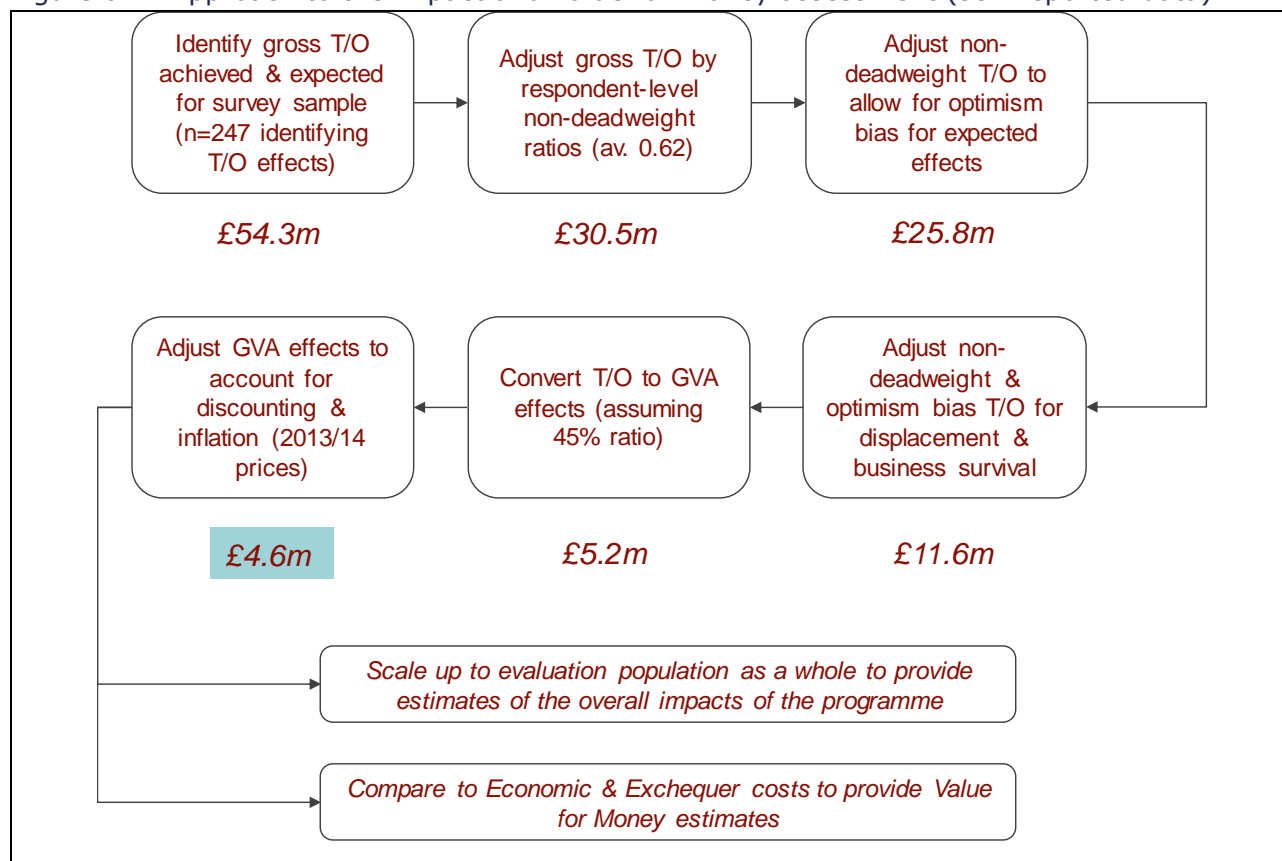 Identify gross T/O
achieved & expected
for survey sample
(n=247 identifying
T/O effects)
£54.3m
Adjust gross T/O by
respondent-level
non-deadweight
ratios (av. 0.62)
£30.5m
Adjust non-
deadweight T/O to
allow for optimism
bias for expected
effects
£25.8m
Adjust non-
deadweight &
optimism bias T/O for
displacement &
business survival
£11.6m
Convert T/O to GVA
effects (assuming
45% ratio)
£5.2m
Adjust GVA effects to
account for
discounting &
inflation (2013/14
prices)
£4.6m
Scale up to evaluation population as a whole to provide
estimates of the overall impacts of the programme
Compare to Economic & Exchequer costs to provide Value
for Money estimates